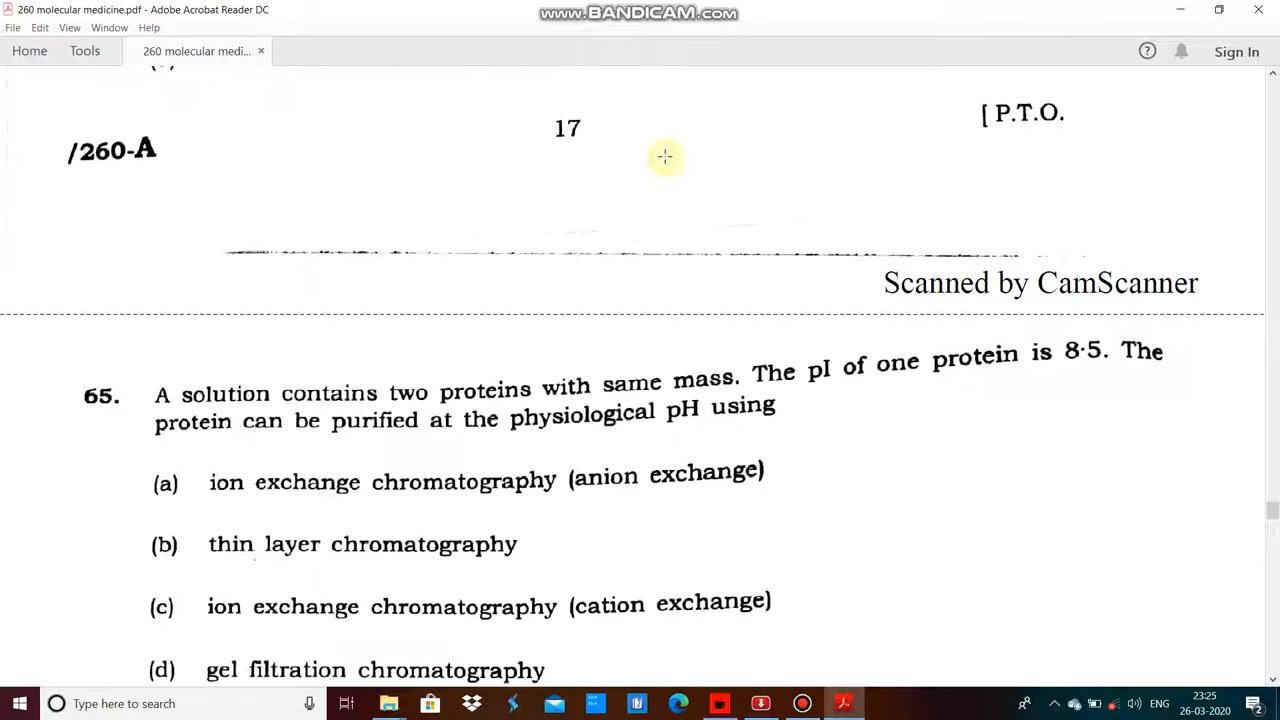 260 molecular medicine.pdf - Adobe Acrobat Reader DC
www.BANDICAM.com
File Edit View Window Help
Home Tools 260 molecular medi... × Sign In
17
[ P.T.O.
/260-A
Scanned by CamScanner
65. A solution contains two proteins with same mass. The pI of one protein is 8·5. The
protein can be purified at the physiological pH using
(a) ion exchange chromatography (anion exchange)
(b) thin layer chromatography
(c) ion exchange chromatography (cation exchange)
(d) gel filtration chromatography
Type here to search
ENG
23:25
26-03-2020